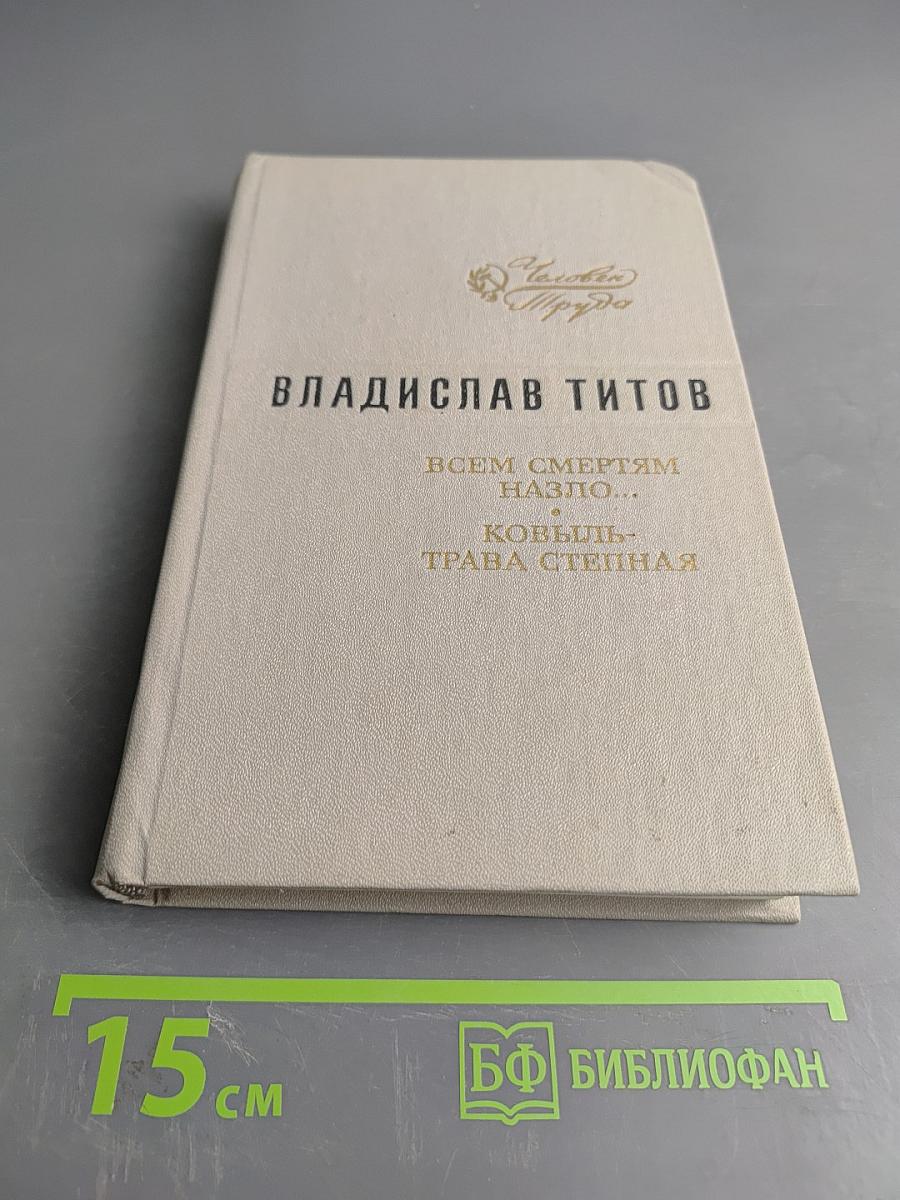 Человек
Труда
ВЛАДИСЛАВ ТИТОВ
ВСЕМ СМЕРТЯМ
НАЗЛО...
•
КОВЫЛЬ-
ТРАВА СТЕПНАЯ
15 см
БФ БИБЛИОФАН